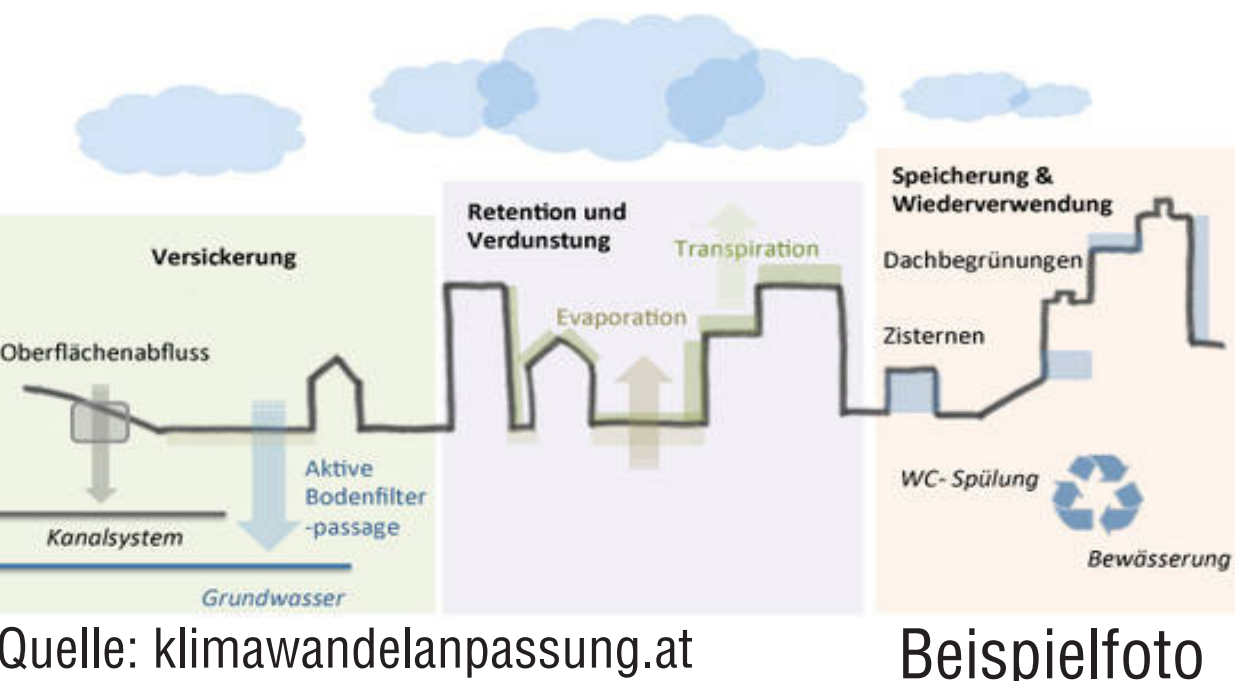 Versickerung
Oberflächenabfluss
Aktive
Bodenfilter
-passage
Kanalsystem
Grundwasser
Retention und
Verdunstung
Transpiration
Evaporation
Speicherung &
Wiederverwendung
Dachbegrünungen
Zisternen
WC- Spülung
Bewässerung
Quelle: klimawandelanpassung.at
Beispielfoto